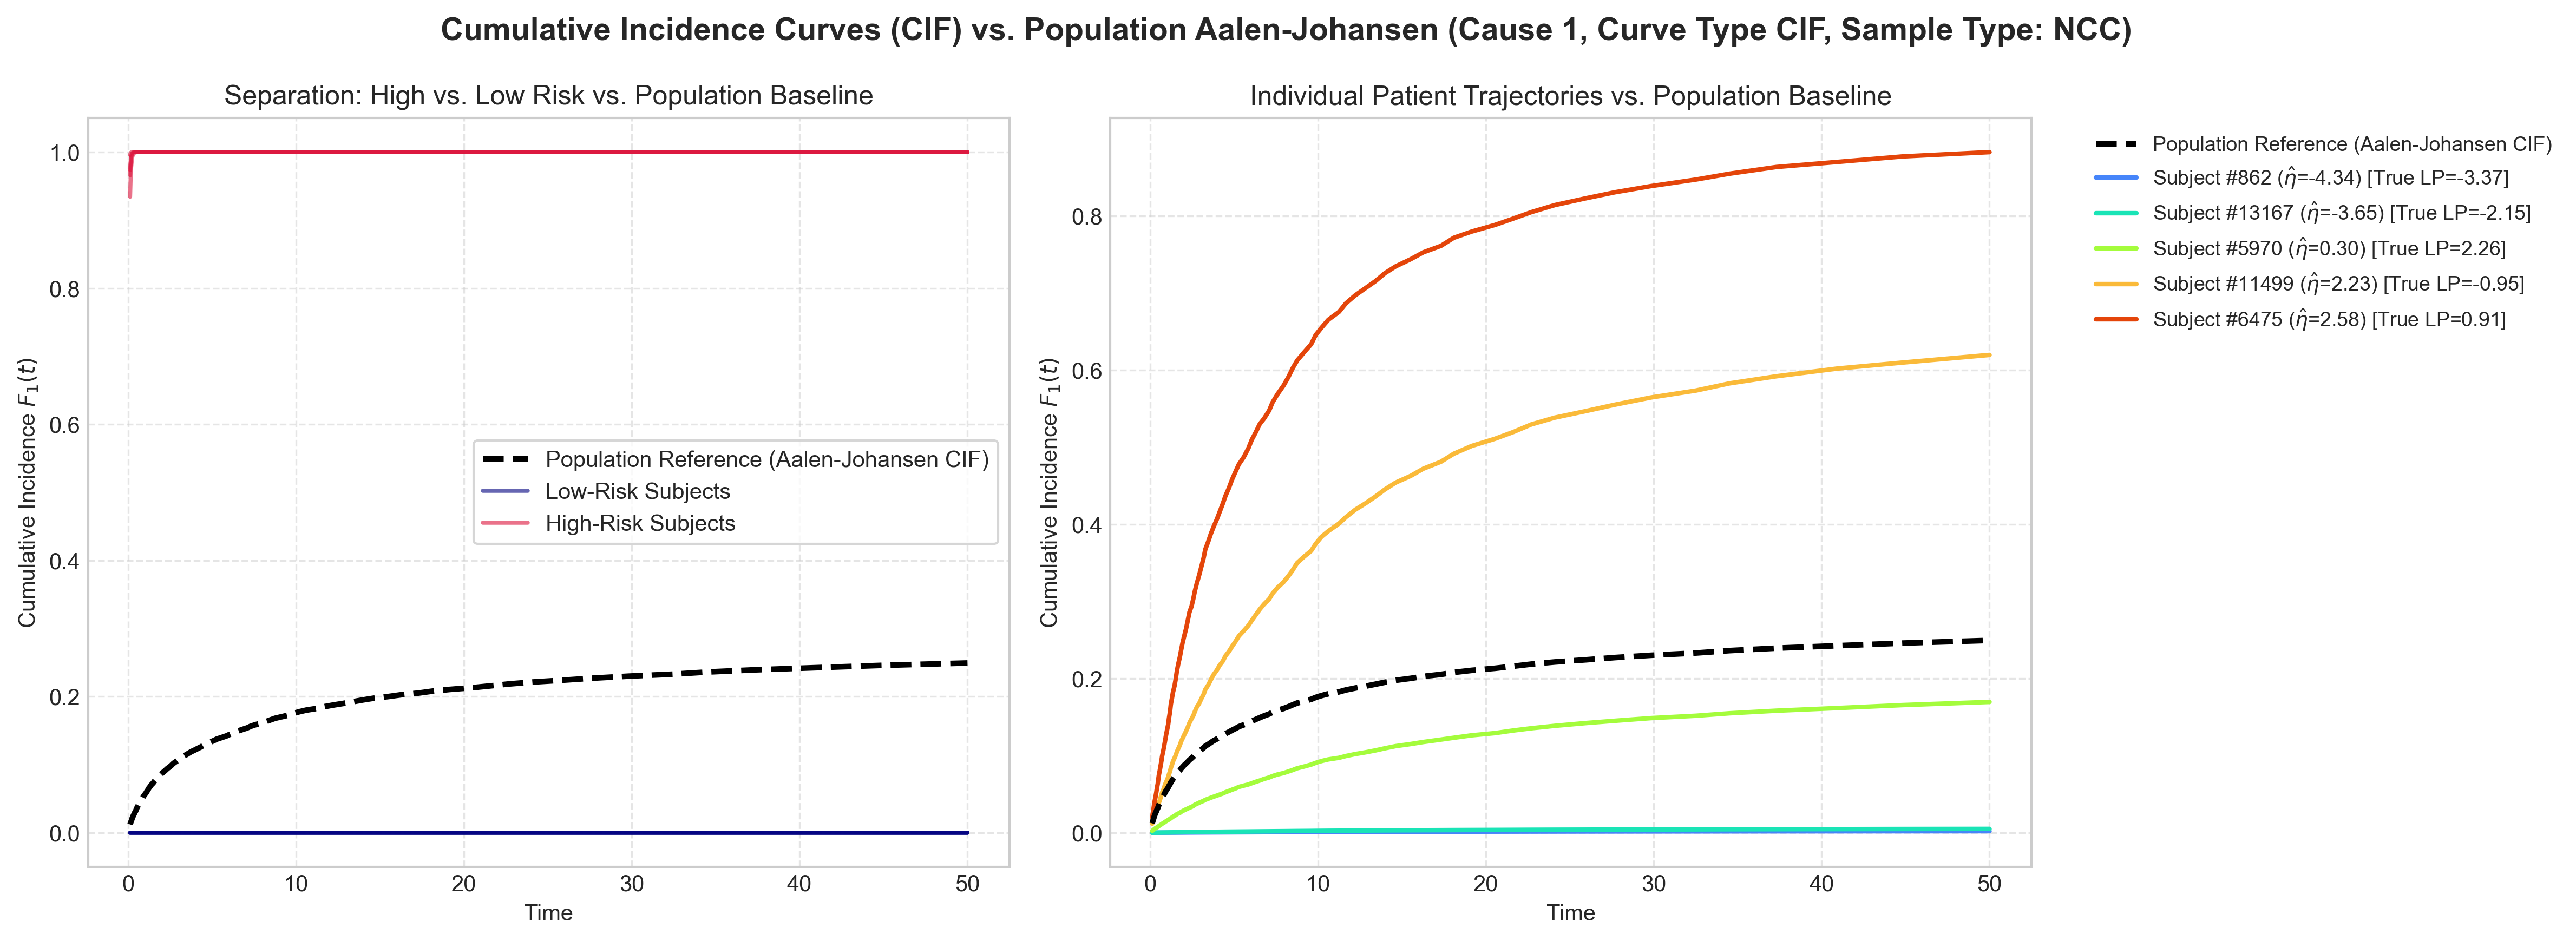 Cumulative Incidence Curves (CIF) vs. Population Aalen-Johansen (Cause 1, Curve Type CIF, Sample Type: NCC)
Separation: High vs. Low Risk vs. Population Baseline
Cumulative Incidence F₁(t)
1.0
0.8
0.6
0.4
0.2
0.0
0 10 20 30 40 50
Time
Population Reference (Aalen-Johansen CIF)
Low-Risk Subjects
High-Risk Subjects
Individual Patient Trajectories vs. Population Baseline
Cumulative Incidence F₁(t)
0.8
0.6
0.4
0.2
0.0
0 10 20 30 40 50
Time
Population Reference (Aalen-Johansen CIF)
Subject #862 (η̂=-4.34) [True LP=-3.37]
Subject #13167 (η̂=-3.65) [True LP=-2.15]
Subject #5970 (η̂=0.30) [True LP=2.26]
Subject #11499 (η̂=2.23) [True LP=-0.95]
Subject #6475 (η̂=2.58) [True LP=0.91]